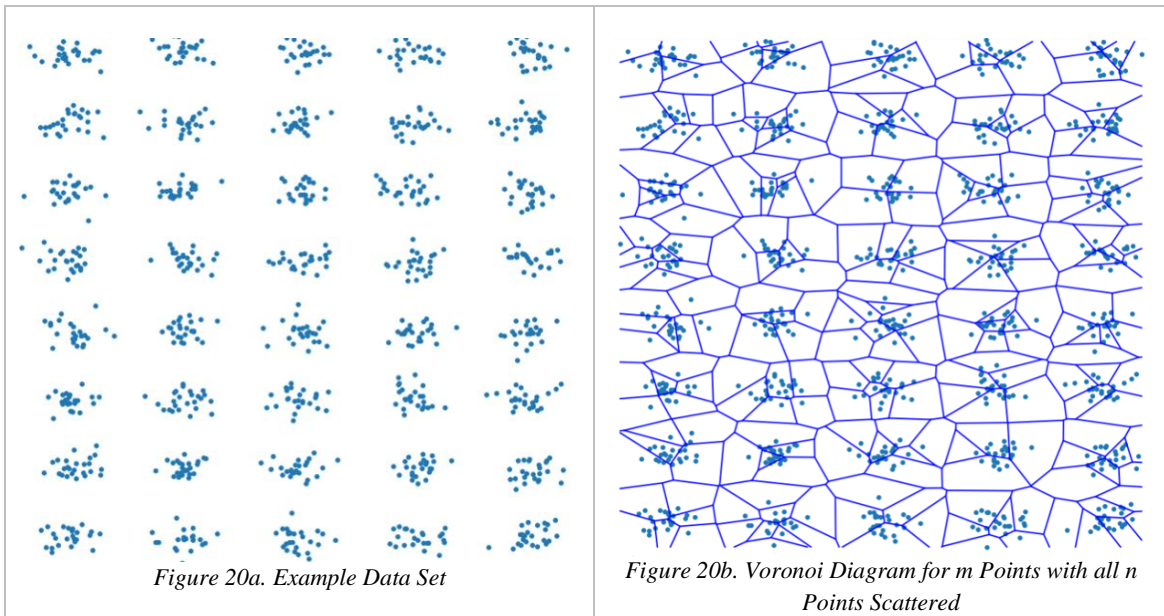 Figure 20a. Example Data Set
Figure 20b. Voronoi Diagram for m Points with all n
Points Scattered